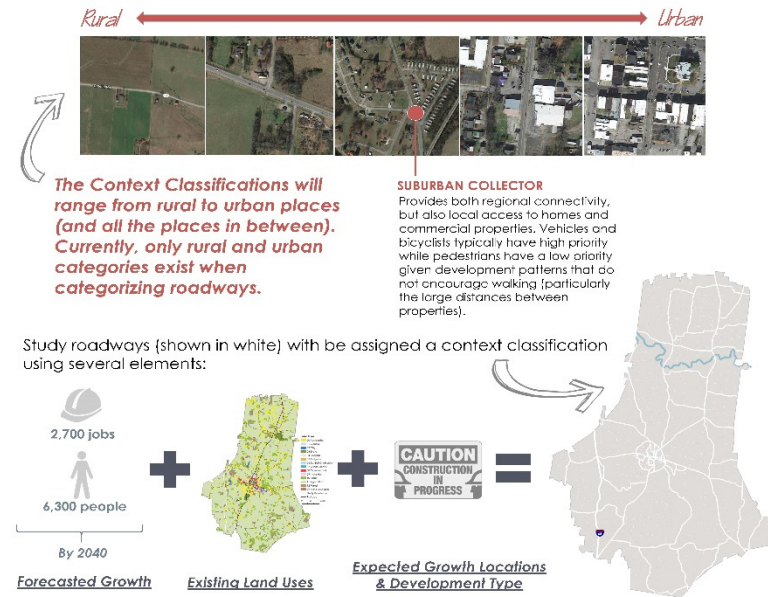 Rural
Urban
The Context Classifications will
range from rural to urban places
(and all the places in between).
Currently, only rural and urban
categories exist when
categorizing roadways.
SUBURBAN COLLECTOR
Provides both regional connectivity,
but also local access to homes and
commercial properties. Vehicles and
bicyclists typically have high priority
while pedestrians have a low priority
given development patterns that do
not encourage walking (particularly
the large distances between
properties).
Study roadways (shown in white) with be assigned a context classification
using several elements:
2,700 jobs
6,300 people
By 2040
Forecasted Growth
Existing Land Uses
CAUTION
CONSTRUCTION
IN
PROGRESS
Expected Growth Locations
& Development Type